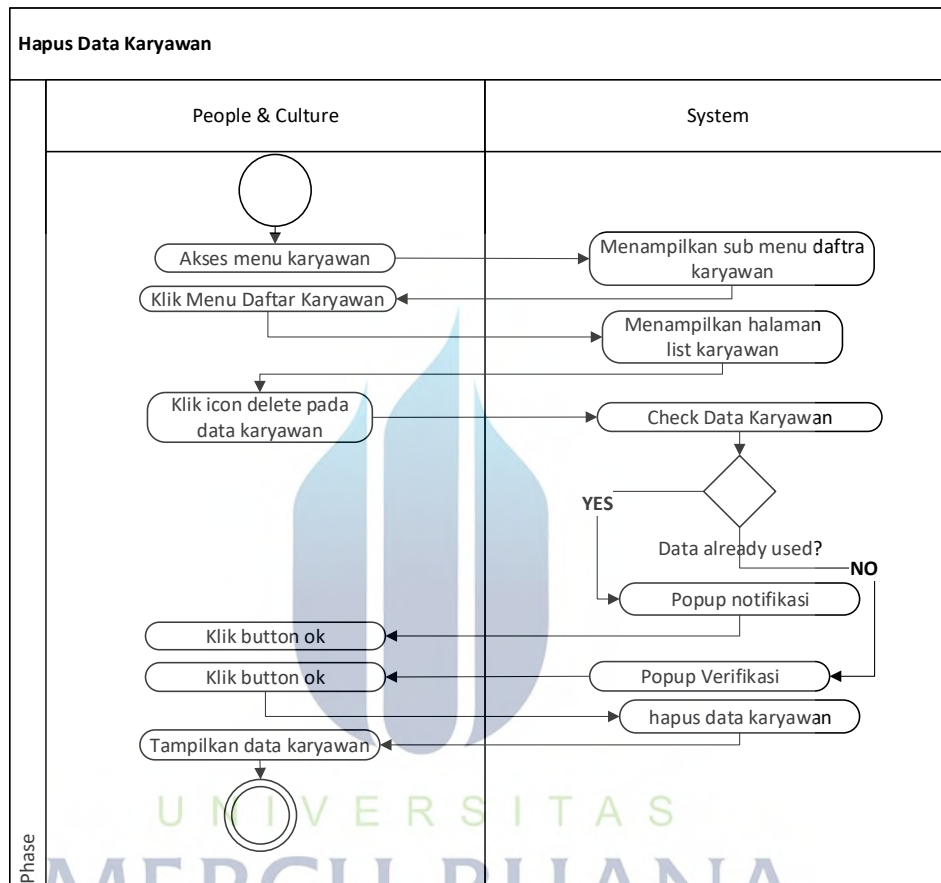 Hapus Data Karyawan
People & Culture
System
Akses menu karyawan
Menampilkan sub menu daftra
karyawan
Klik Menu Daftar Karyawan
Menampilkan halaman
list karyawan
Klik icon delete pada
data karyawan
Check Data Karyawan
YES
Data already used?
NO
Popup notifikasi
Klik button ok
Klik button ok
Popup Verifikasi
hapus data karyawan
Tampilkan data karyawan
UNIVERSITAS
MERCU BUANA
Phase